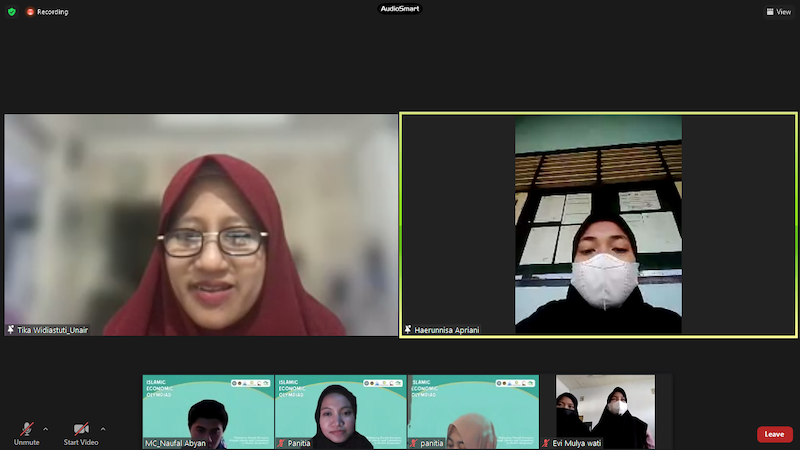 Recording
AudioSmart
View
Tika Widiastuti_Unair
Haerunnisa Apriani
ISLAMIC
ECONOMIC
OLYMPIAD
ISLAMIC
ECONOMIC
OLYMPIAD
ISLAMIC
ECONOMIC
OLYMPIAD
MC_Naufal Abyan
Panitia
panitia
Evi Mulya wati
Unmute
Start Video
Leave